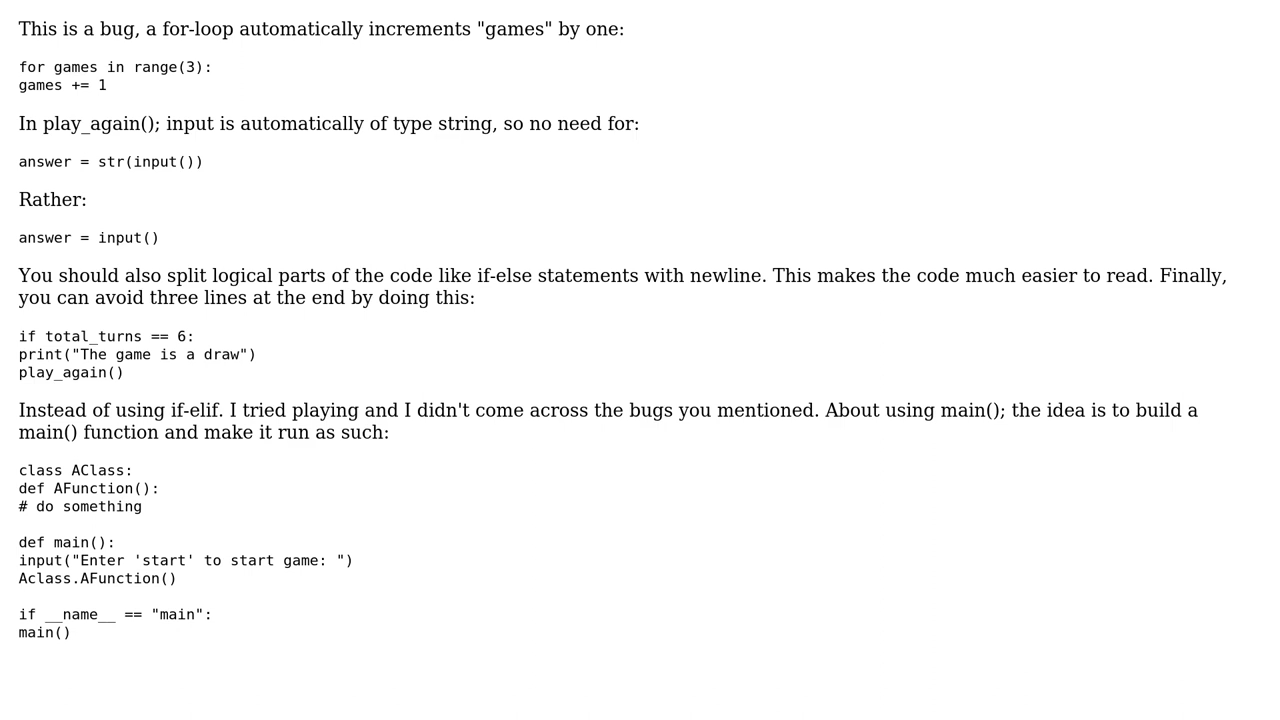 This is a bug, a for-loop automatically increments "games" by one:
for games in range(3):
games += 1
In play_again(); input is automatically of type string, so no need for:
answer = str(input())
Rather:
answer = input()
You should also split logical parts of the code like if-else statements with newline. This makes the code much easier to read. Finally,
you can avoid three lines at the end by doing this:
if total_turns == 6:
print("The game is a draw")
play_again()
Instead of using if-elif. I tried playing and I didn't come across the bugs you mentioned. About using main(); the idea is to build a
main() function and make it run as such:
class AClass:
def AFunction():
# do something
def main():
input("Enter 'start' to start game: ")
Aclass.AFunction()
if __name__ == "main":
main()